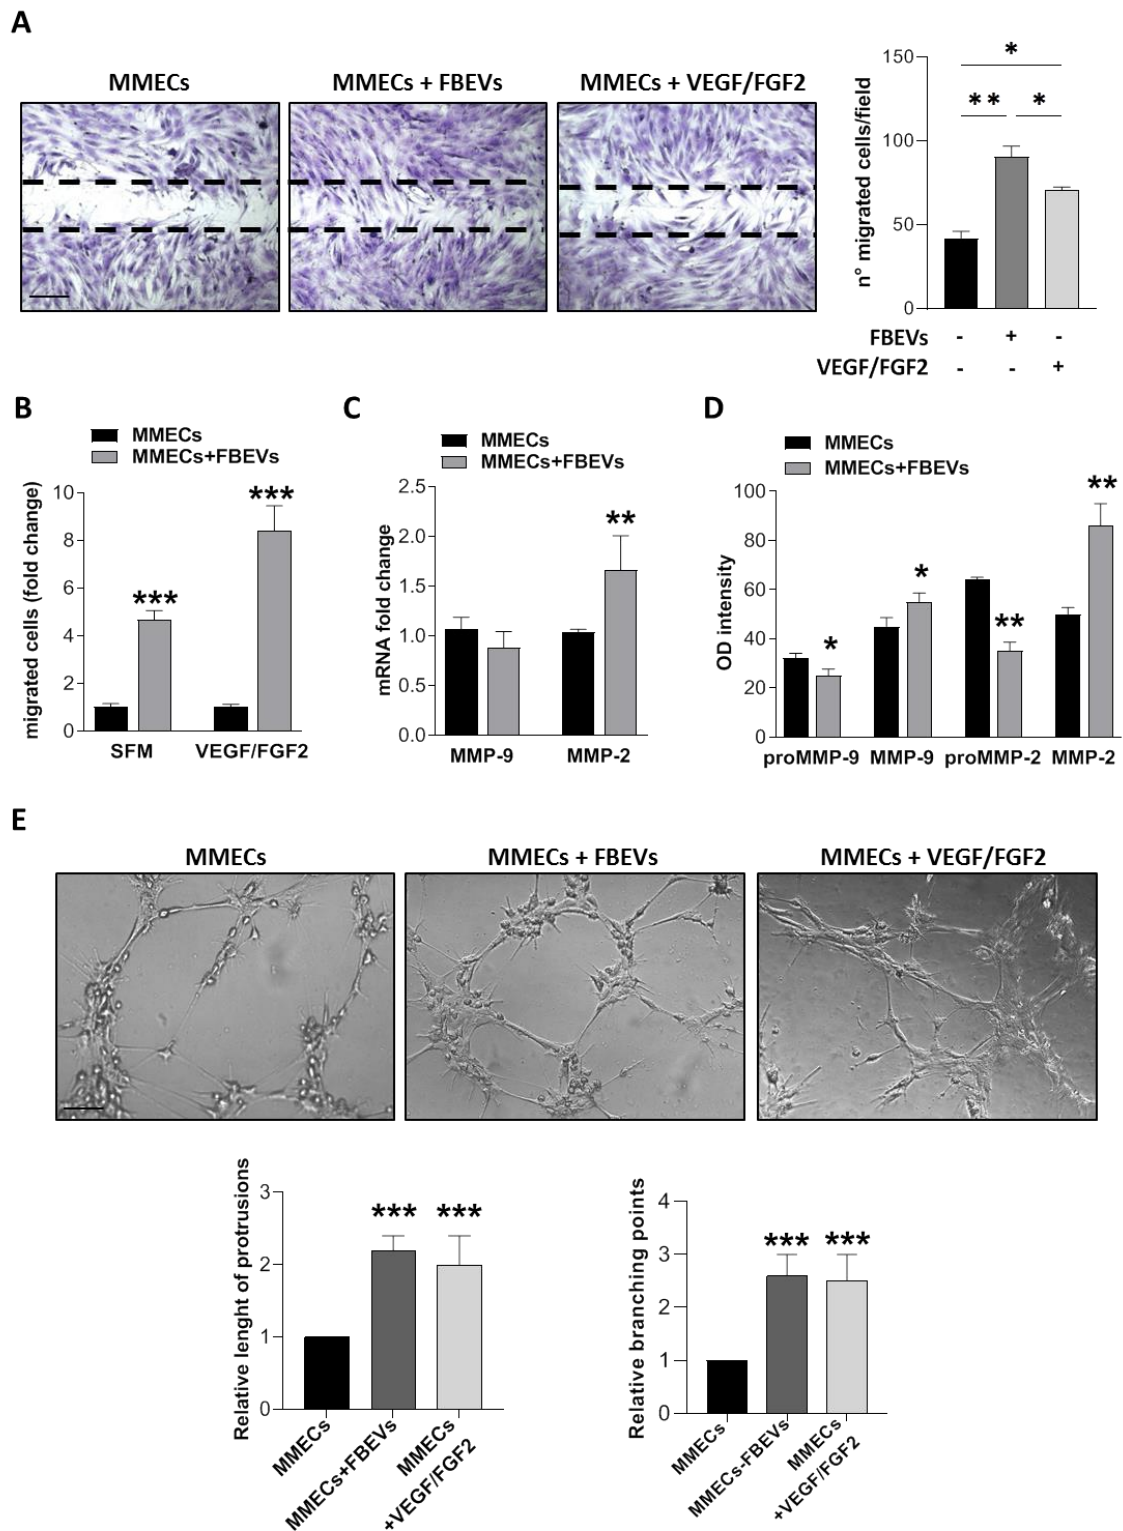 A
MMECs
MMECs + FBEVs
MMECs + VEGF/FGF2
n° migrated cells/field
150
100
50
0
*
** *
FBEVs - + -
VEGF/FGF2 - - +
B
MMECs
MMECs+FBEVs
migrated cells (fold change)
10
8
6
4
2
0
***
***
SFM VEGF/FGF2
C
MMECs
MMECs+FBEVs
mRNA fold change
2.5
2.0
1.5
1.0
0.5
0.0
**
MMP-9 MMP-2
D
MMECs
MMECs+FBEVs
OD intensity
100
80
60
40
20
0
*
*
**
**
proMMP-9 MMP-9 proMMP-2 MMP-2
E
MMECs
MMECs + FBEVs
MMECs + VEGF/FGF2
Relative lenght of protrusions
3
2
1
0
*** ***
MMECs
MMECs+FBEVs
MMECs
+VEGF/FGF2
Relative branching points
4
3
2
1
0
*** ***
MMECs
MMECs-FBEVs
MMECs
+VEGF/FGF2